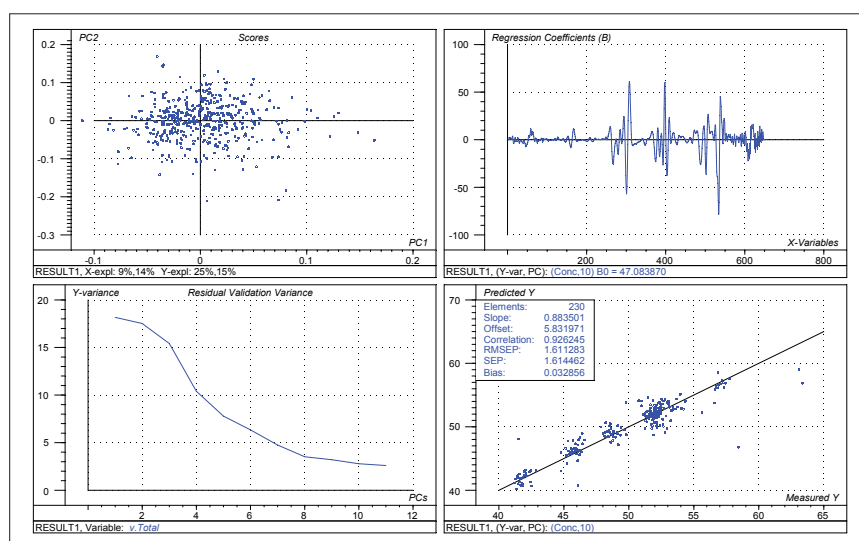 PC2 Scores
0.2
0.1
0
-0.1
-0.2
-0.3
PC1
-0.1 0 0.1 0.2
RESULT1, X-expl: 9%,14% Y-expl: 25%,15%
Regression Coefficients (B)
100
50
0
-50
-100
X-Variables
200 400 600 800
RESULT1, (Y-var, PC): (Conc,10) B0 = 47.083870
Y-variance Residual Validation Variance
20
15
10
5
0
PCs
2 4 6 8 10 12
RESULT1, Variable: v.Total
Predicted Y
70
60
50
40
Elements: 230
Slope: 0.883501
Offset: 5.831971
Correlation: 0.926245
RMSEP: 1.611283
SEP: 1.614462
Bias: 0.032856
Measured Y
40 45 50 55 60 65
RESULT1, (Y-var, PC): (Conc,10)